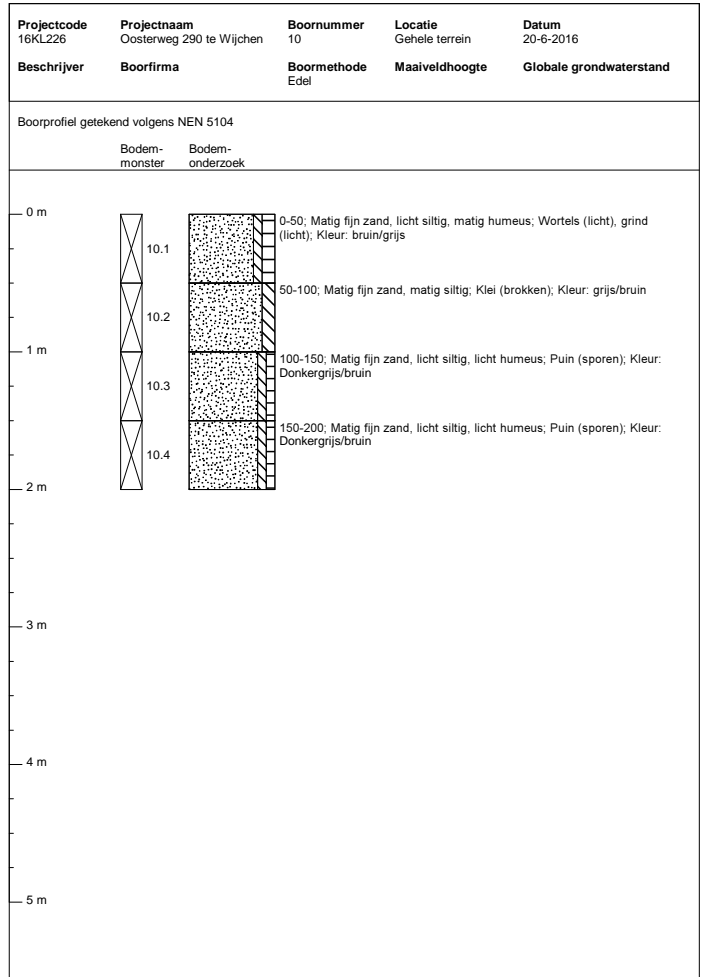 Projectcode Projectnaam Boornummer Locatie Datum
16KL226 Oosterweg 290 te Wijchen 10 Gehele terrein 20-6-2016
Beschrijver Boorfirma Boormethode Maaiveldhoogte Globale grondwaterstand
Edel
Boorprofiel getekend volgens NEN 5104
Bodem- Bodem-
monster onderzoek
0 m
0-50; Matig fijn zand, licht siltig, matig humeus; Wortels (licht), grind
(licht); Kleur: bruin/grijs
10.1
50-100; Matig fijn zand, matig siltig; Klei (brokken); Kleur: grijs/bruin
10.2
1 m
100-150; Matig fijn zand, licht siltig, licht humeus; Puin (sporen); Kleur:
Donkergrijs/bruin
10.3
150-200; Matig fijn zand, licht siltig, licht humeus; Puin (sporen); Kleur:
Donkergrijs/bruin
10.4
2 m
3 m
4 m
5 m